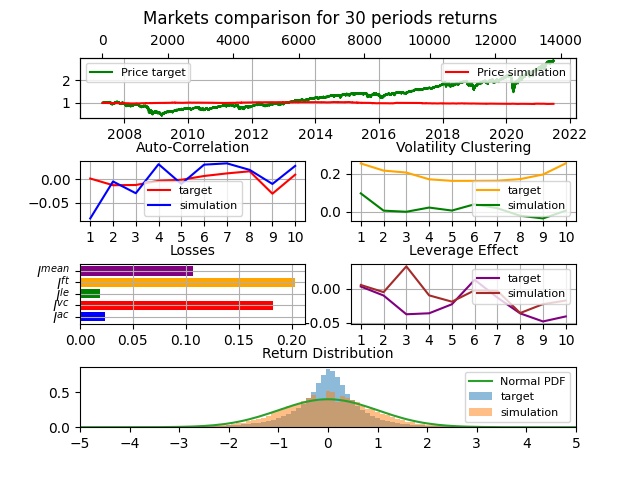 Markets comparison for 30 periods returns
0 2000 4000 6000 8000 10000 12000 14000
Price target
Price simulation
2
1
2008 2010 2012 2014 2016 2018 2020 2022
Auto-Correlation
0.00
−0.05
target
simulation
1 2 3 4 5 6 7 8 9 10
Volatility Clustering
0.2
0.0
target
simulation
1 2 3 4 5 6 7 8 9 10
Losses
l^mean
l^ft
l^le
l^vc
l^ac
0.00 0.05 0.10 0.15 0.20
Leverage Effect
0.00
−0.05
target
simulation
1 2 3 4 5 6 7 8 9 10
Return Distribution
0.5
0.0
Normal PDF
target
simulation
−5 −4 −3 −2 −1 0 1 2 3 4 5